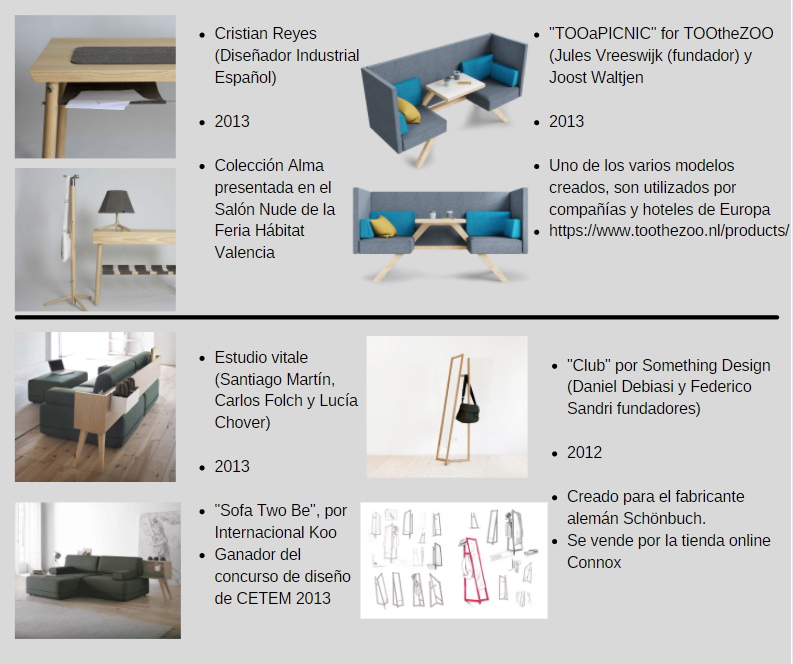 Cristian Reyes
(Diseñador Industrial
Español)
2013
Colección Alma
presentada en el
Salón Nude de la
Feria Hábitat
Valencia
"TOOaPICNIC" for TOOtheZOO
(Jules Vreeswijk (fundador) y
Joost Waltjen
2013
Uno de los varios modelos
creados, son utilizados por
compañías y hoteles de Europa
https://www.toothezoo.nl/products/
Estudio vitale
(Santiago Martín,
Carlos Folch y Lucía
Chover)
2013
"Sofa Two Be", por
Internacional Koo
Ganador del
concurso de diseño
de CETEM 2013
"Club" por Something Design
(Daniel Debiasi y Federico
Sandri fundadores)
2012
Creado para el fabricante
alemán Schönbuch.
Se vende por la tienda online
Connox